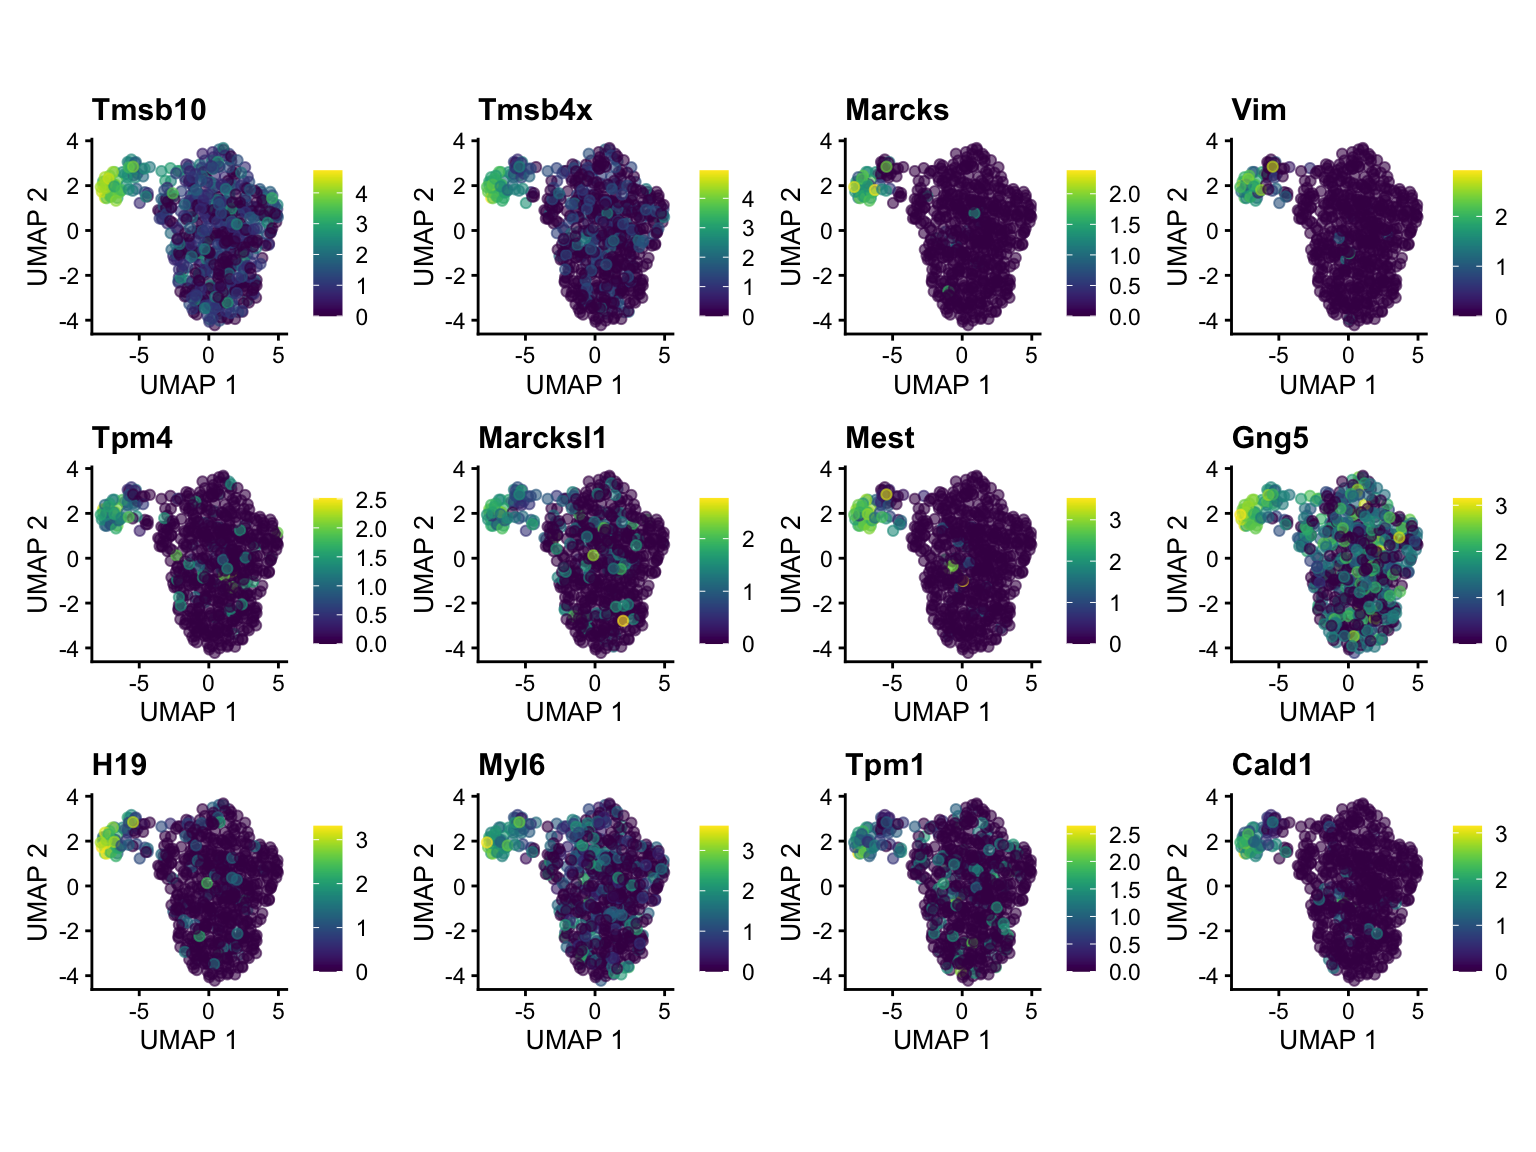 Tmsb10 Tmsb4x Marcks Vim
4 2 0 -2 -4 UMAP 2 -5 0 5 UMAP 1 4 3 2 1 0
4 2 0 -2 -4 UMAP 2 -5 0 5 UMAP 1 4 3 2 1 0
4 2 0 -2 -4 UMAP 2 -5 0 5 UMAP 1 2.0 1.5 1.0 0.5 0.0
4 2 0 -2 -4 UMAP 2 -5 0 5 UMAP 1 2 1 0
Tpm4 Marcksl1 Mest Gng5
4 2 0 -2 -4 UMAP 2 -5 0 5 UMAP 1 2.5 2.0 1.5 1.0 0.5 0.0
4 2 0 -2 -4 UMAP 2 -5 0 5 UMAP 1 2 1 0
4 2 0 -2 -4 UMAP 2 -5 0 5 UMAP 1 3 2 1 0
4 2 0 -2 -4 UMAP 2 -5 0 5 UMAP 1 3 2 1 0
H19 Myl6 Tpm1 Cald1
4 2 0 -2 -4 UMAP 2 -5 0 5 UMAP 1 3 2 1 0
4 2 0 -2 -4 UMAP 2 -5 0 5 UMAP 1 3 2 1 0
4 2 0 -2 -4 UMAP 2 -5 0 5 UMAP 1 2.5 2.0 1.5 1.0 0.5 0.0
4 2 0 -2 -4 UMAP 2 -5 0 5 UMAP 1 3 2 1 0